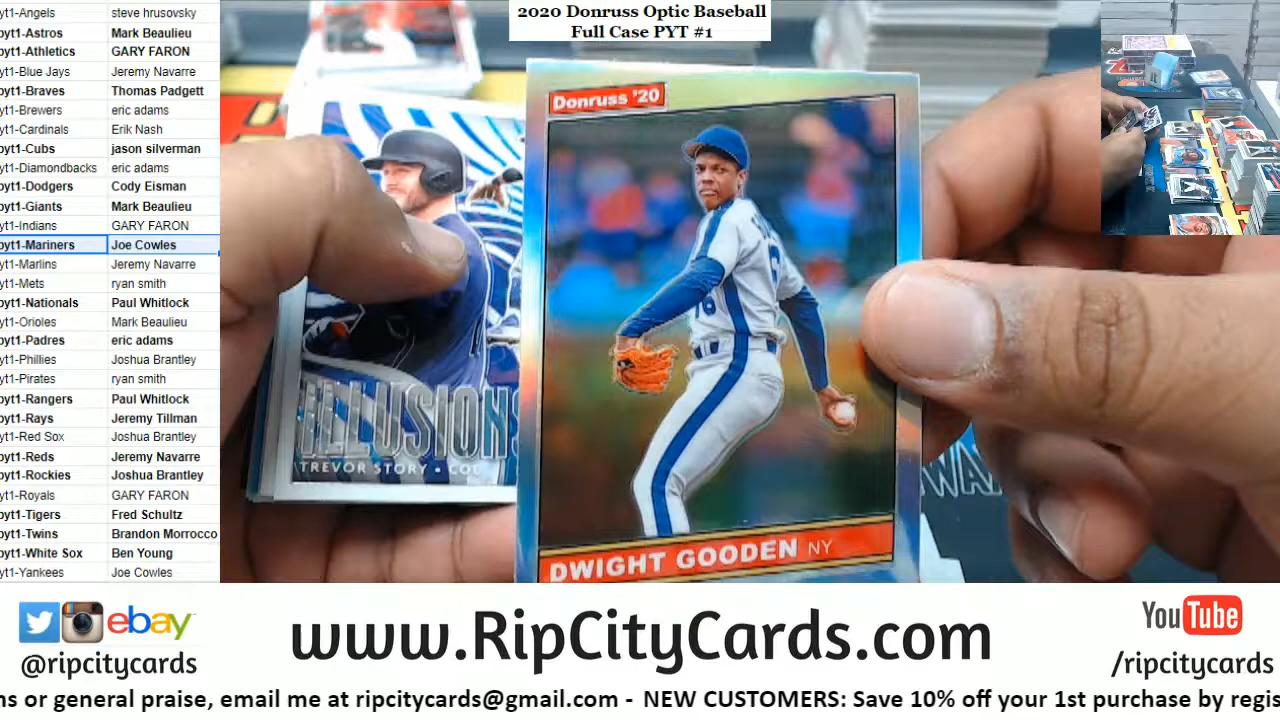 2020 Donruss Optic Baseball
Full Case PYT #1
pyt1-Angels steve hrusovsky
pyt1-Astros Mark Beaulieu
pyt1-Athletics GARY FARON
yt1-Blue Jays Jeremy Navarre
pyt1-Braves Thomas Padgett
yt1-Brewers eric adams
yt1-Cardinals Erik Nash
pyt1-Cubs jason silverman
yt1-Diamondbacks eric adams
pyt1-Dodgers Cody Eisman
pyt1-Giants Mark Beaulieu
yt1-Indians GARY FARON
pyt1-Mariners Joe Cowles
yt1-Marlins Jeremy Navarre
yt1-Mets ryan smith
pyt1-Nationals Paul Whitlock
yt1-Orioles Mark Beaulieu
pyt1-Padres eric adams
yt1-Phillies Joshua Brantley
yt1-Pirates ryan smith
pyt1-Rangers Paul Whitlock
pyt1-Rays Jeremy Tillman
yt1-Red Sox Joshua Brantley
pyt1-Reds Jeremy Navarre
pyt1-Rockies Joshua Brantley
yt1-Royals GARY FARON
pyt1-Tigers Fred Schultz
pyt1-Twins Brandon Morrocco
pyt1-White Sox Ben Young
yt1-Yankees Joe Cowles
Donruss '20
DWIGHT GOODEN NY
ILLUSIONS
TREVOR STORY • COL
ebay
@ripcitycards
www.RipCityCards.com
YouTube
/ripcitycards
ns or general praise, email me at ripcitycards@gmail.com - NEW CUSTOMERS: Save 10% off your 1st purchase by regis